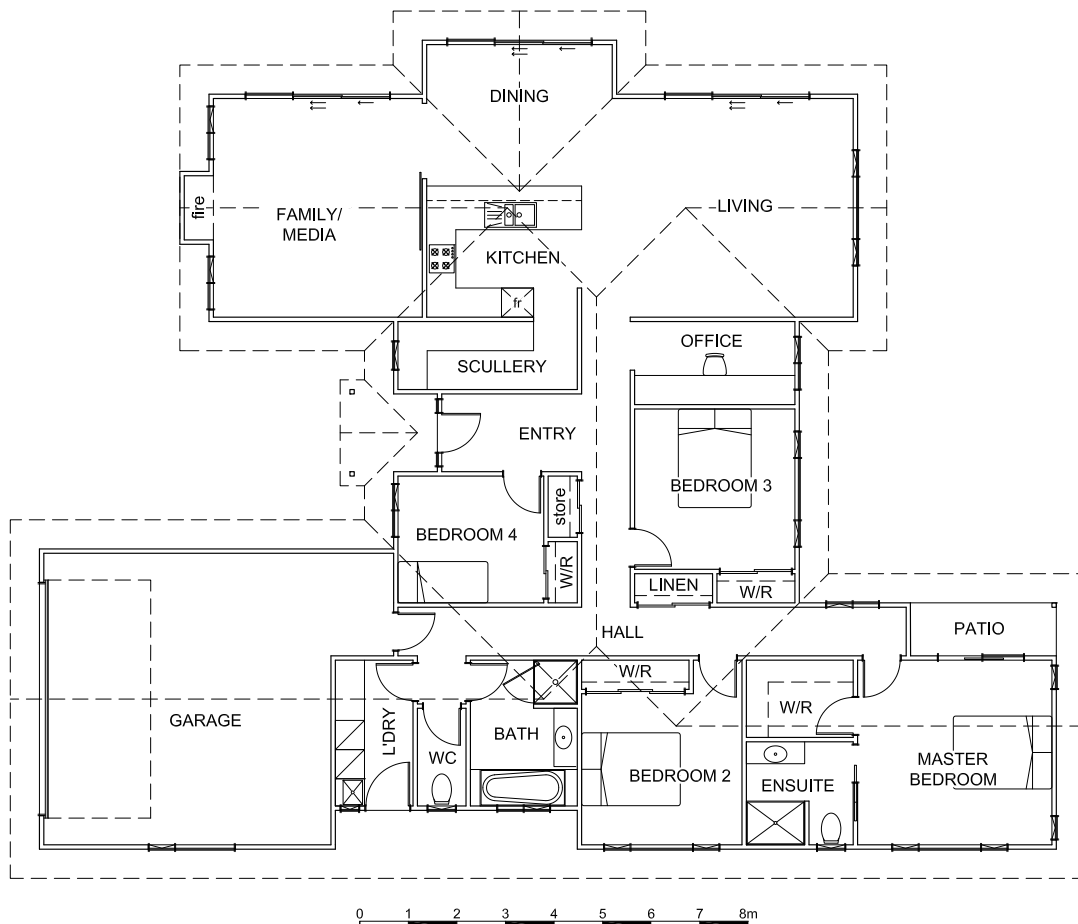 DINING
fire
FAMILY/
MEDIA
LIVING
KITCHEN
fr
OFFICE
SCULLERY
ENTRY
BEDROOM 3
store
BEDROOM 4
W/R
LINEN
W/R
HALL
PATIO
W/R
W/R
GARAGE
L'DRY
WC
BATH
BEDROOM 2
ENSUITE
MASTER
BEDROOM
0 1 2 3 4 5 6 7 8m